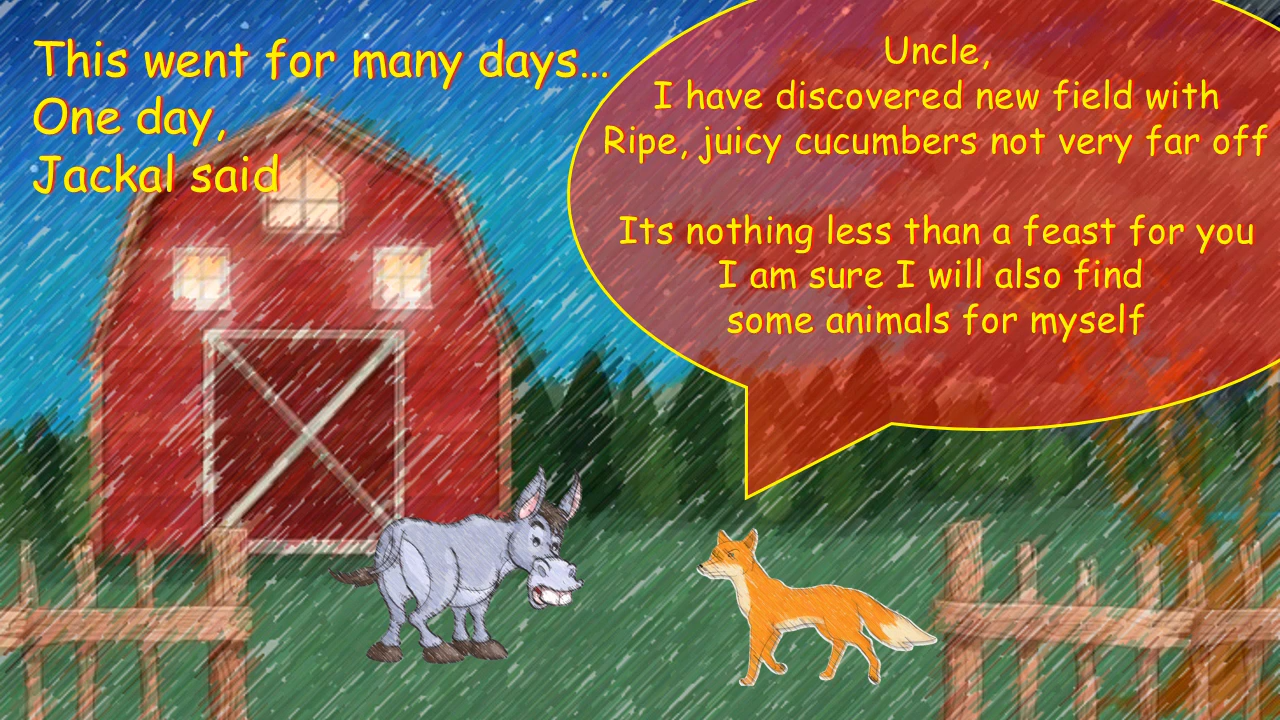 This went for many days...
One day,
Jackal said
Uncle,
I have discovered new field with
Ripe, juicy cucumbers not very far off
Its nothing less than a feast for you
I am sure I will also find
some animals for myself